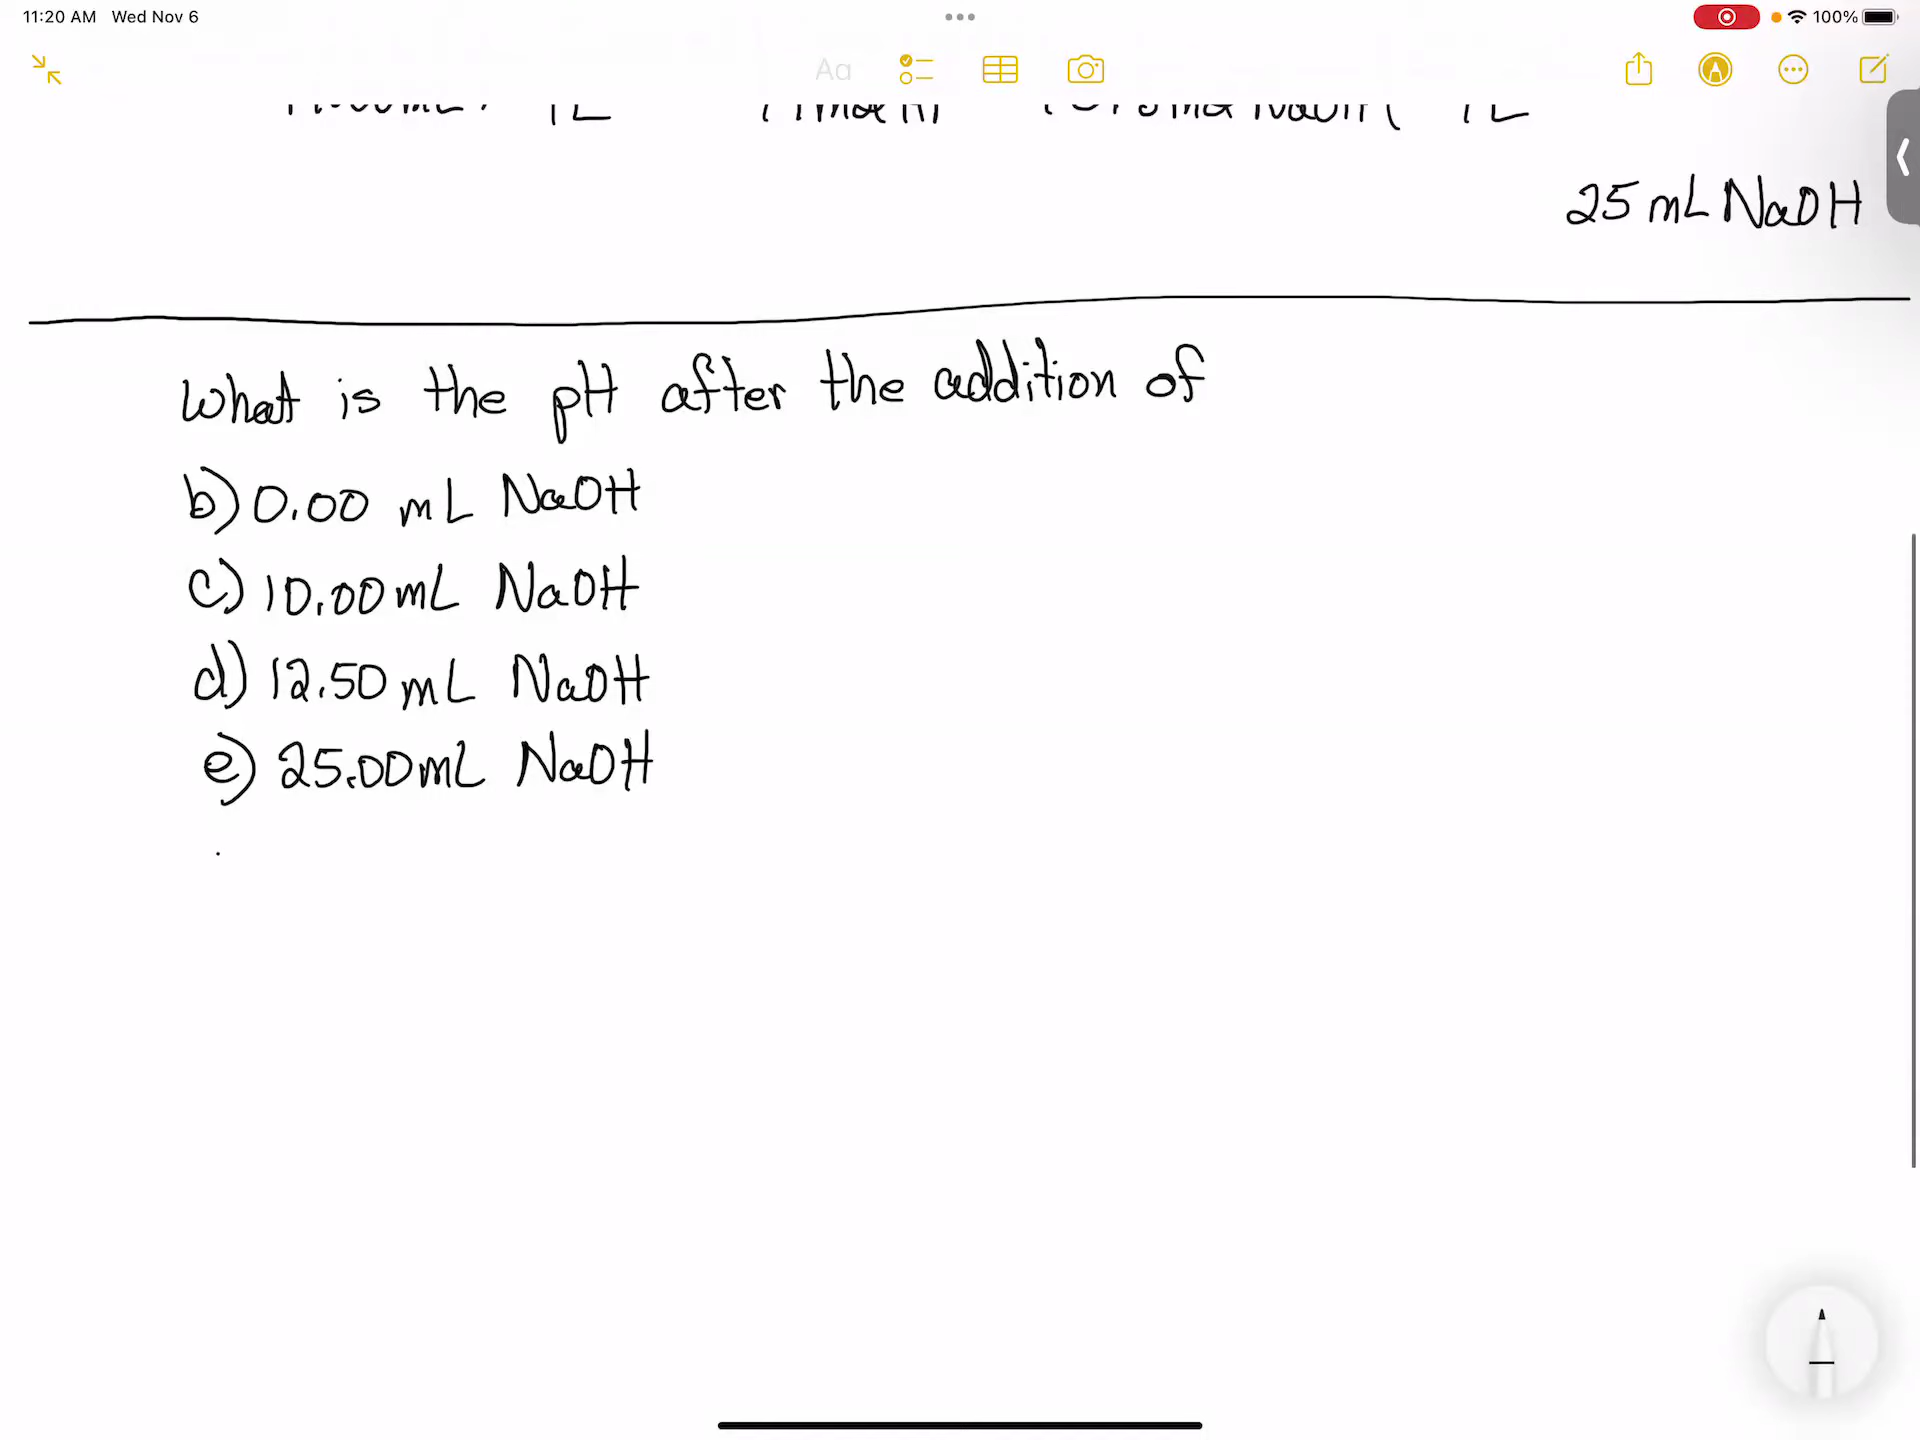 11:20 AM Wed Nov 6
100%
Aa
25 mL NaOH
What is the pH after the addition of
b) 0.00 mL NaOH
c) 10.00 mL NaOH
d) 12.50 mL NaOH
e) 25.00 mL NaOH